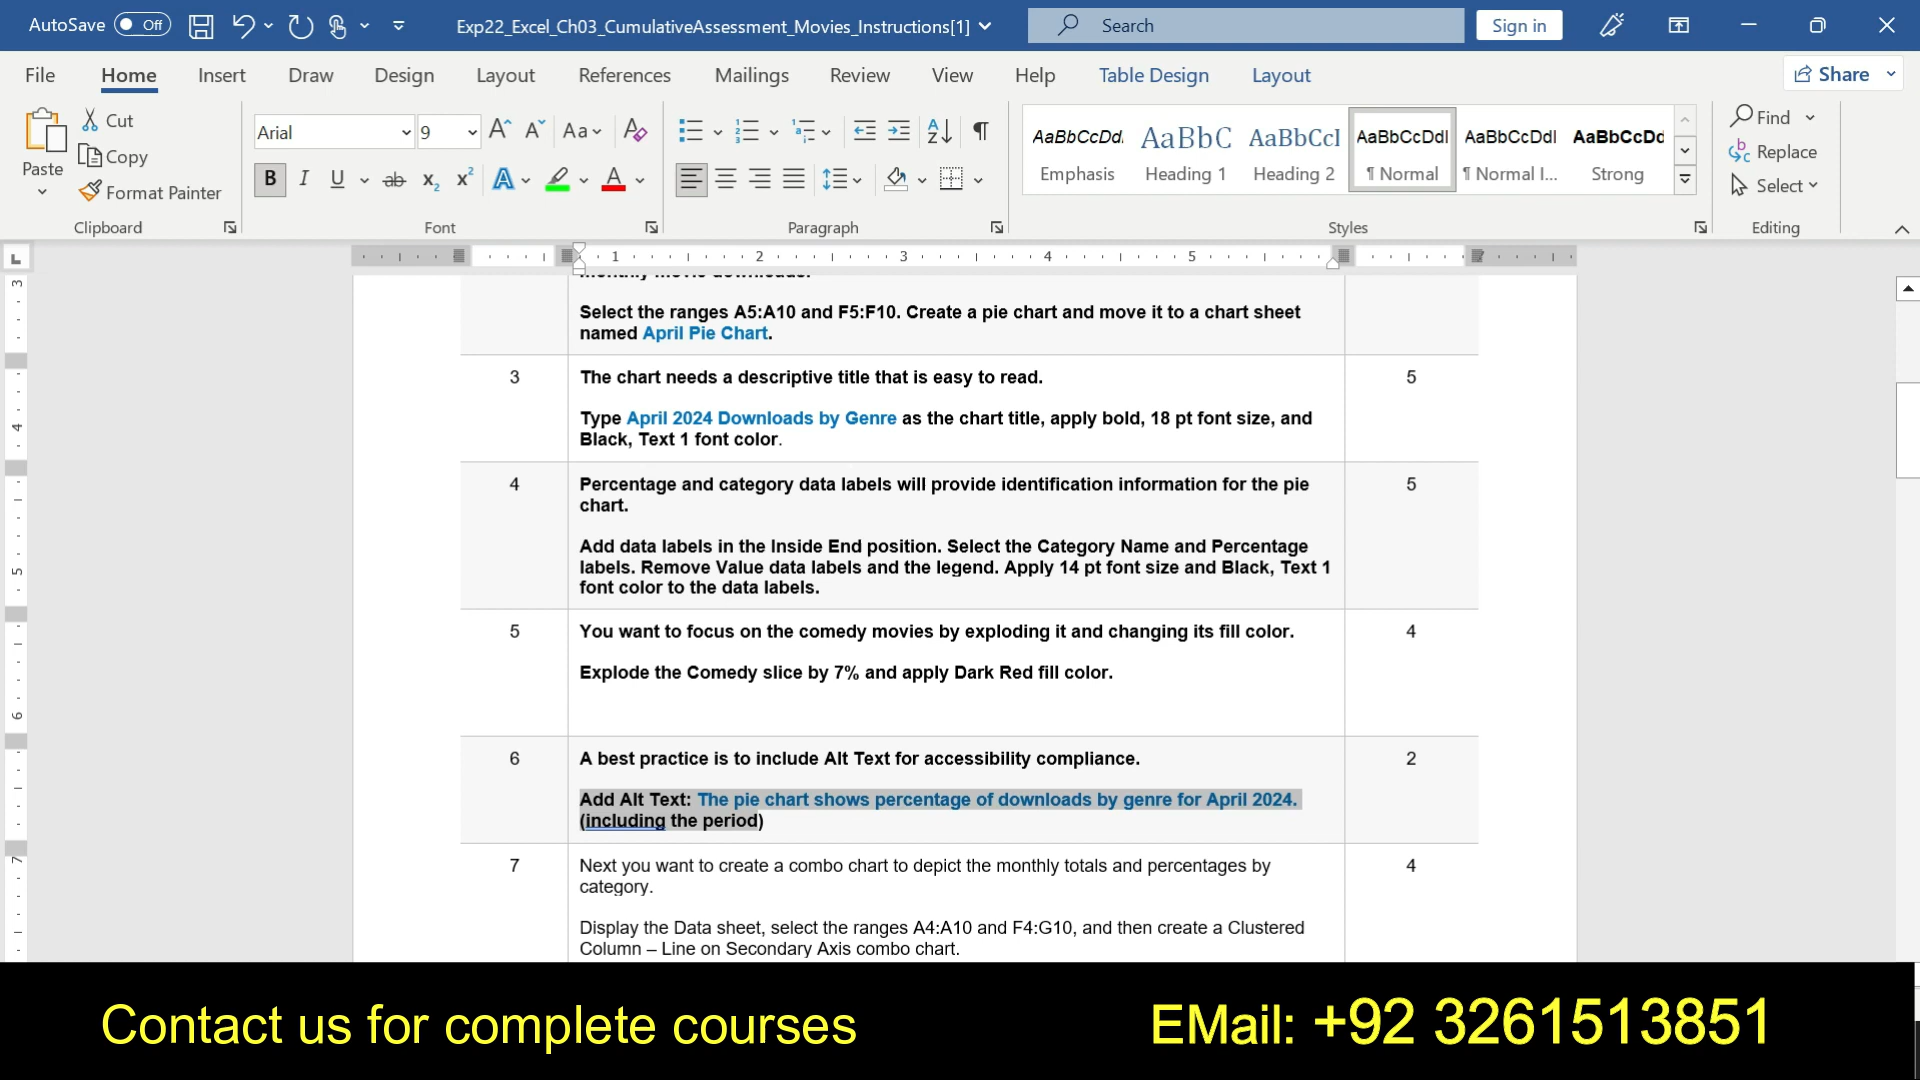 AutoSave Off
Exp22_Excel_Ch03_CumulativeAssessment_Movies_Instructions[1]
Search
Sign in
File Home Insert Draw Design Layout References Mailings Review View Help Table Design Layout
Share
Paste
Cut
Copy
Format Painter
Clipboard
Arial 9
Font
Paragraph
AaBbCcDd AaBbC AaBbCcI AaBbCcDdI AaBbCcDdI AaBbCcDd
Emphasis Heading 1 Heading 2 ¶ Normal ¶ Normal I... Strong
Styles
Find
Replace
Select
Editing
1 2 3 4 5
3
4
5
6
7
monthly movie downloads.
Select the ranges A5:A10 and F5:F10. Create a pie chart and move it to a chart sheet
named April Pie Chart.
3 The chart needs a descriptive title that is easy to read. 5
Type April 2024 Downloads by Genre as the chart title, apply bold, 18 pt font size, and
Black, Text 1 font color.
4 Percentage and category data labels will provide identification information for the pie 5
chart.
Add data labels in the Inside End position. Select the Category Name and Percentage
labels. Remove Value data labels and the legend. Apply 14 pt font size and Black, Text 1
font color to the data labels.
5 You want to focus on the comedy movies by exploding it and changing its fill color. 4
Explode the Comedy slice by 7% and apply Dark Red fill color.
6 A best practice is to include Alt Text for accessibility compliance. 2
Add Alt Text: The pie chart shows percentage of downloads by genre for April 2024.
(including the period)
7 Next you want to create a combo chart to depict the monthly totals and percentages by 4
category.
Display the Data sheet, select the ranges A4:A10 and F4:G10, and then create a Clustered
Column – Line on Secondary Axis combo chart.
Contact us for complete courses
EMail: +92 3261513851